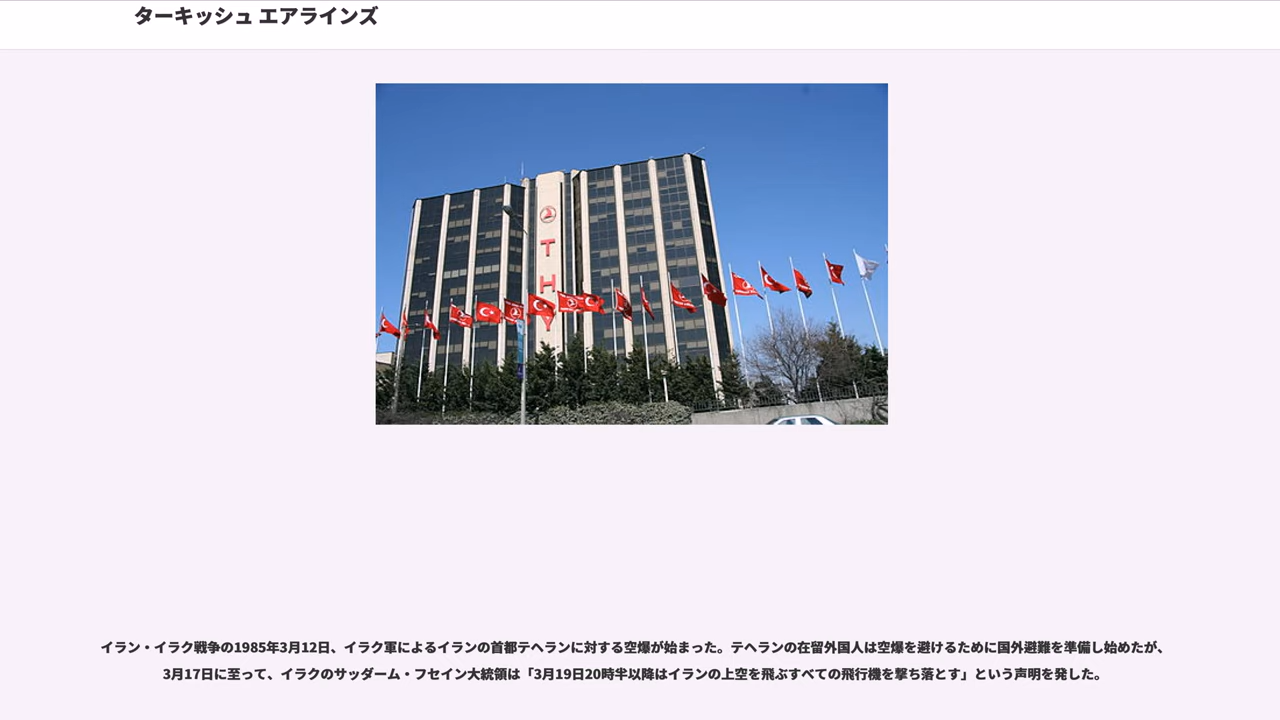 ターキッシュ エアラインズ
T
H
Y
イラン・イラク戦争の1985年3月12日、イラク軍によるイランの首都テヘランに対する空爆が始まった。テヘランの在留外国人は空爆を避けるために国外避難を準備し始めたが、
3月17日に至って、イラクのサッダーム・フセイン大統領は「3月19日20時半以降はイランの上空を飛ぶすべての飛行機を撃ち落とす」という声明を発した。